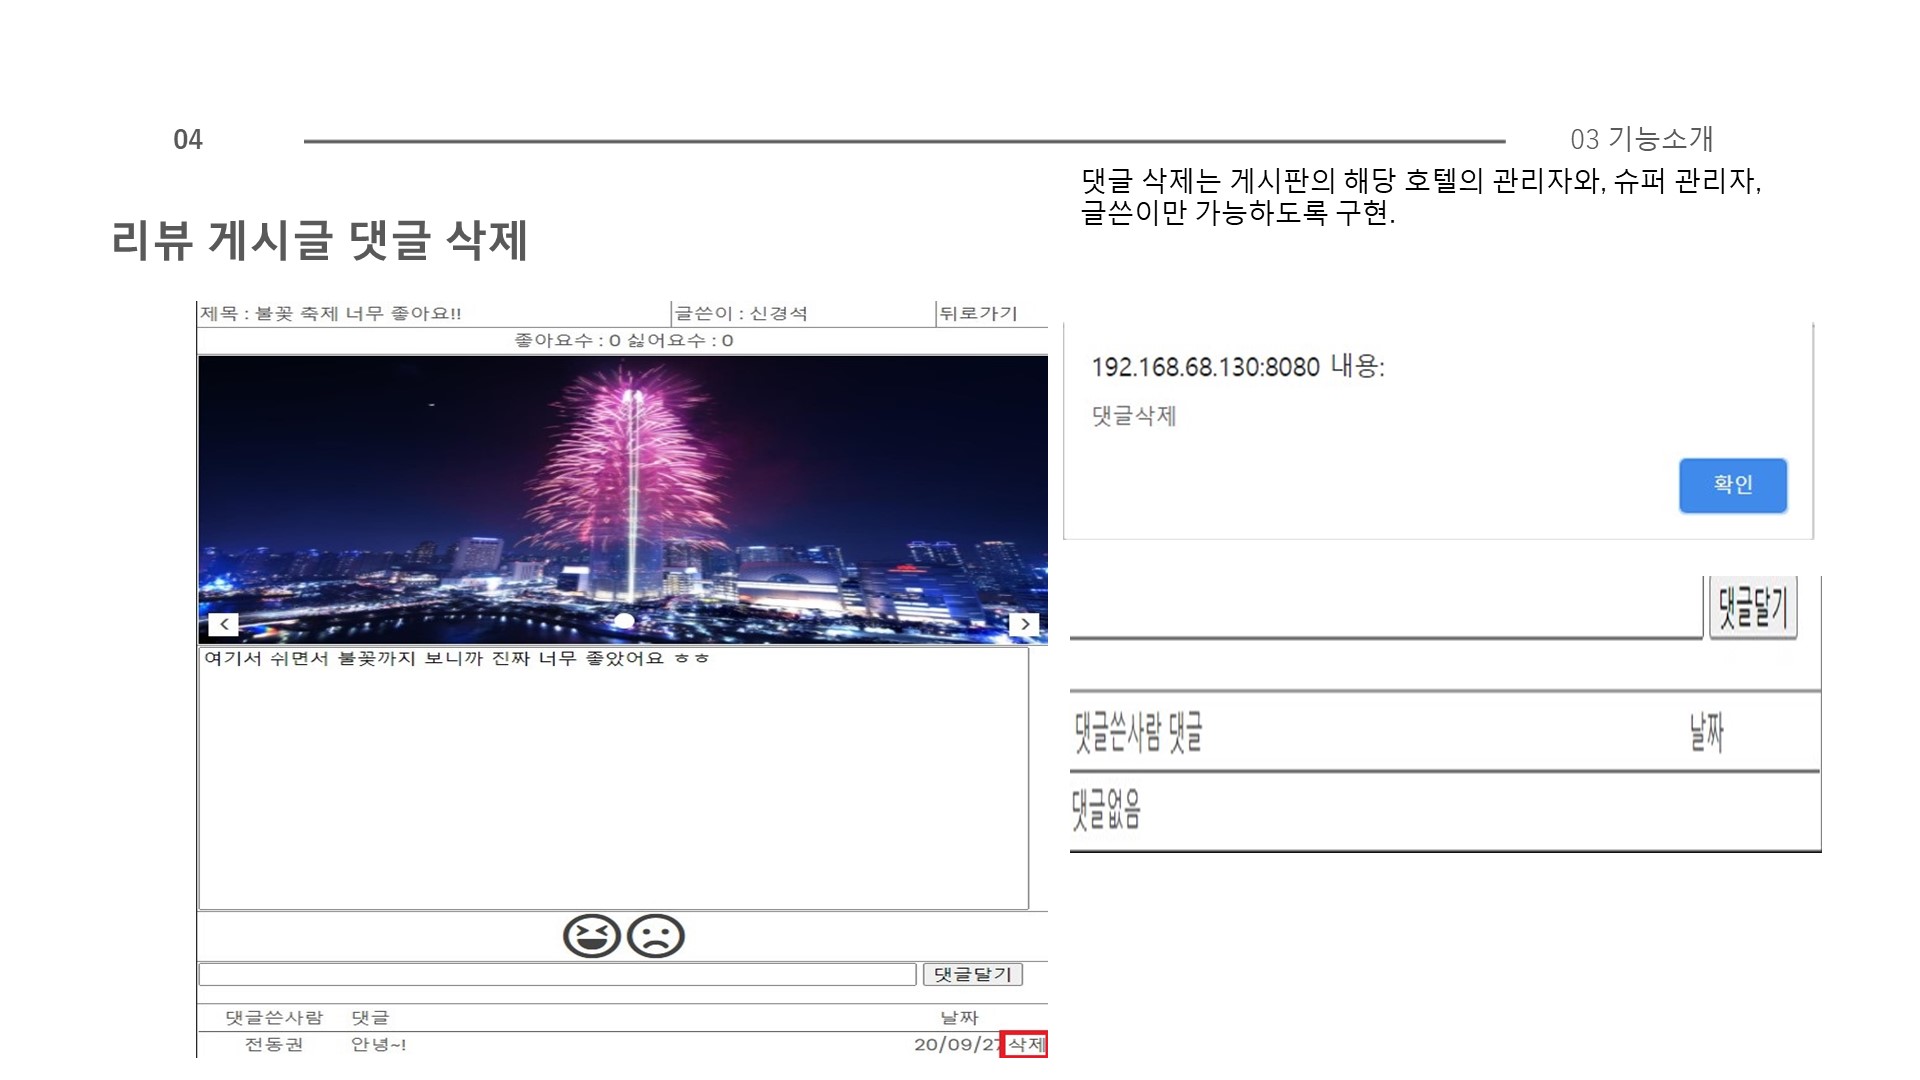 04
03 기능소개
댓글 삭제는 게시판의 해당 호텔의 관리자와, 슈퍼 관리자,
글쓴이만 가능하도록 구현.
리뷰 게시글 댓글 삭제
제목 : 불꽃 축제 너무 좋아요!! 글쓴이 : 신경석 뒤로가기
좋아요수 : 0 싫어요수 : 0
여기서 쉬면서 불꽃까지 보니까 진짜 너무 좋았어요 ㅎㅎ
댓글달기
댓글쓴사람 댓글 날짜
전동권 안녕~! 20/09/27 삭제
192.168.68.130:8080 내용:
댓글삭제
확인
댓글달기
댓글쓴사람 댓글 날짜
댓글없음